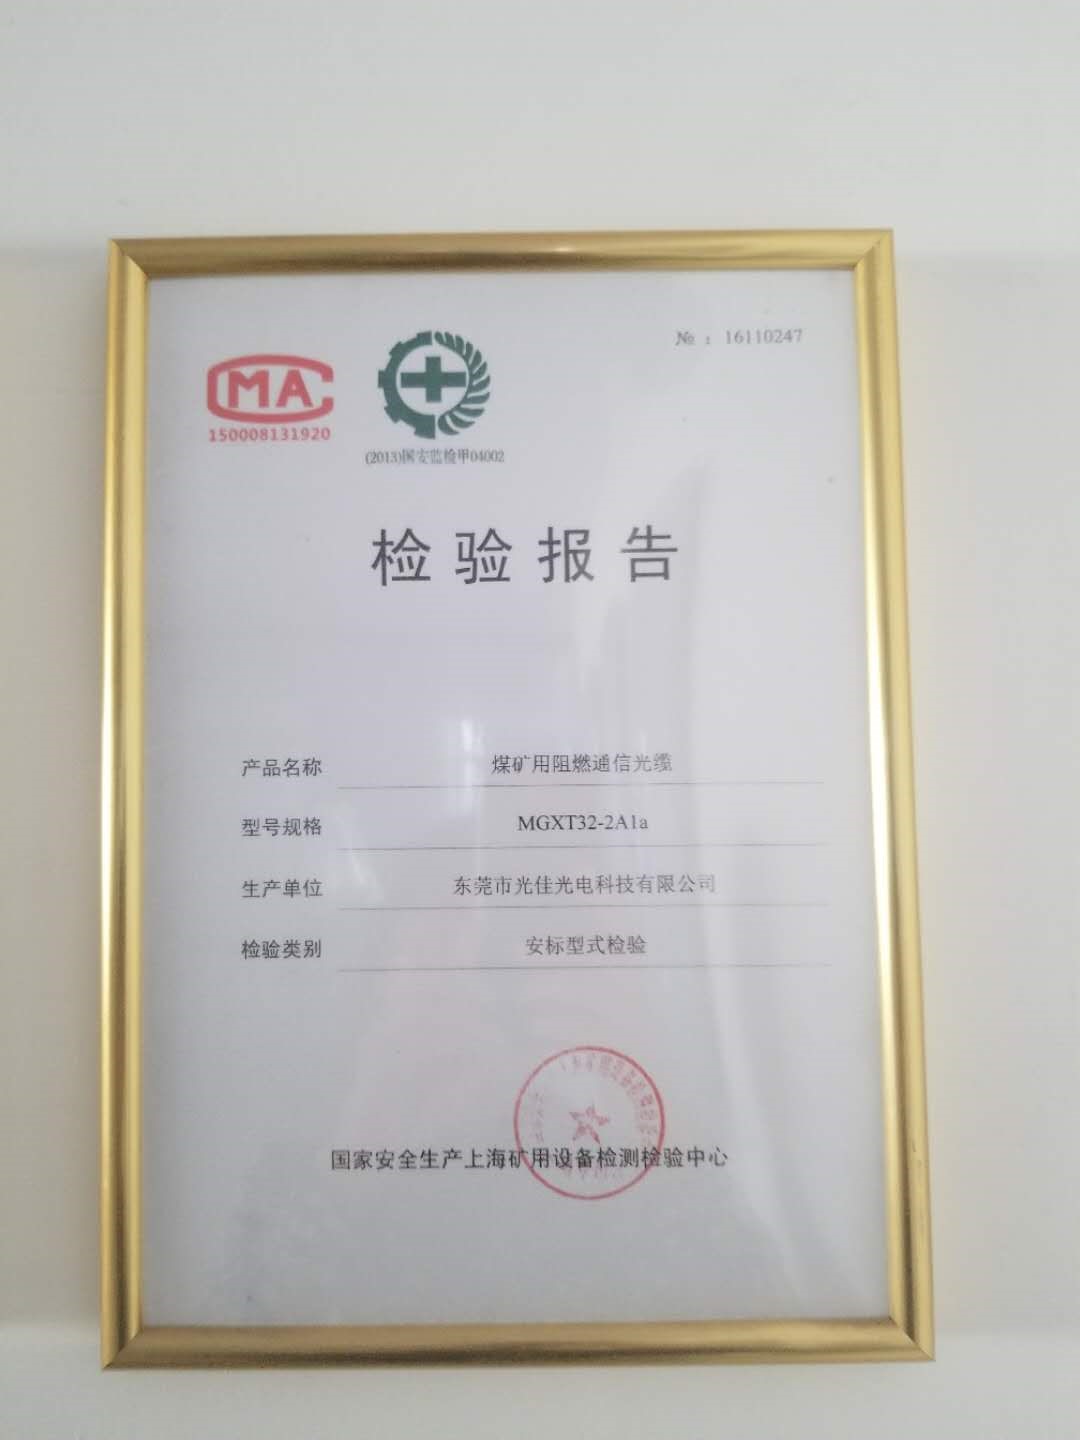 № : 16110247
MA
150008131920
(2013)国安监检甲04002
检验报告
产品名称 煤矿用阻燃通信光缆
型号规格 MGXT32-2A1a
生产单位 东莞市光佳光电科技有限公司
检验类别 安标型式检验
国家安全生产上海矿用设备检测检验中心